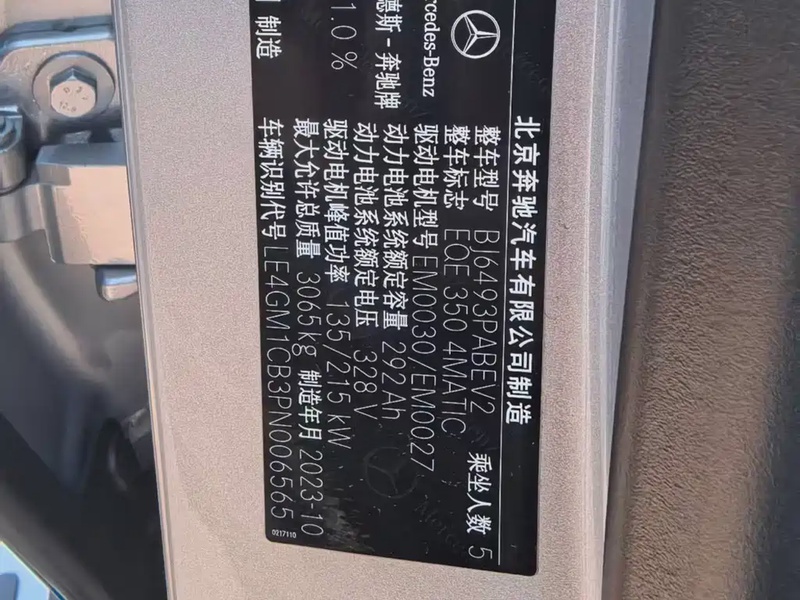 北京奔驰汽车有限公司制造
Mercedes-Benz
整车型号 BJ6493PABEV2 乘坐人数 5
整车标志 EQE 350 4MATIC
驱动电机型号 EM0030/EM0027
德斯-奔驰牌 动力电池系统额定容量 292Ah
动力电池系统额定电压 328V
1.0% 驱动电机峰值功率 135/215 kW
最大允许总质量 3065kg 制造年月 2023-10
制造 车辆识别代号 LE4GM1CB3PN006565
0217110
12.9